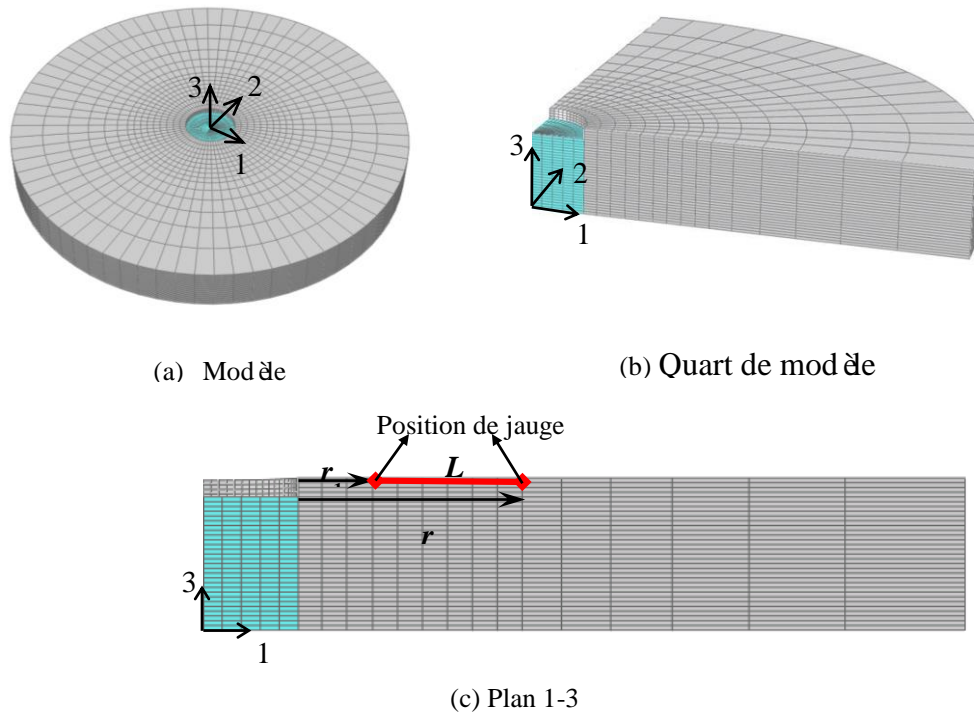 3 2
1
3
2
1
(a) Modèle
(b) Quart de modèle
Position de jauge
r L
r
3
1
(c) Plan 1-3